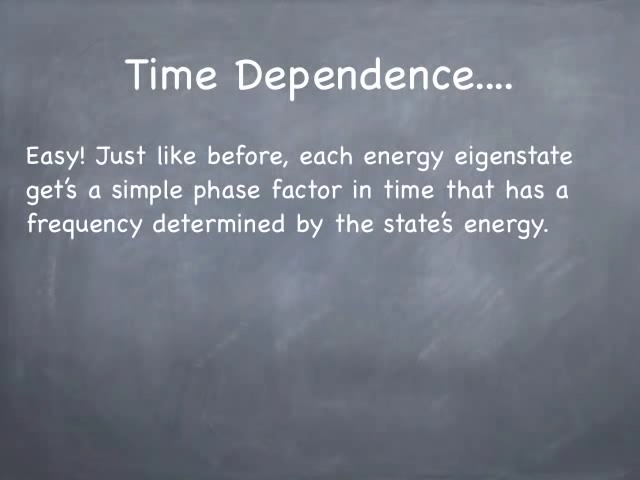 Time Dependence....
Easy! Just like before, each energy eigenstate
get's a simple phase factor in time that has a
frequency determined by the state's energy.